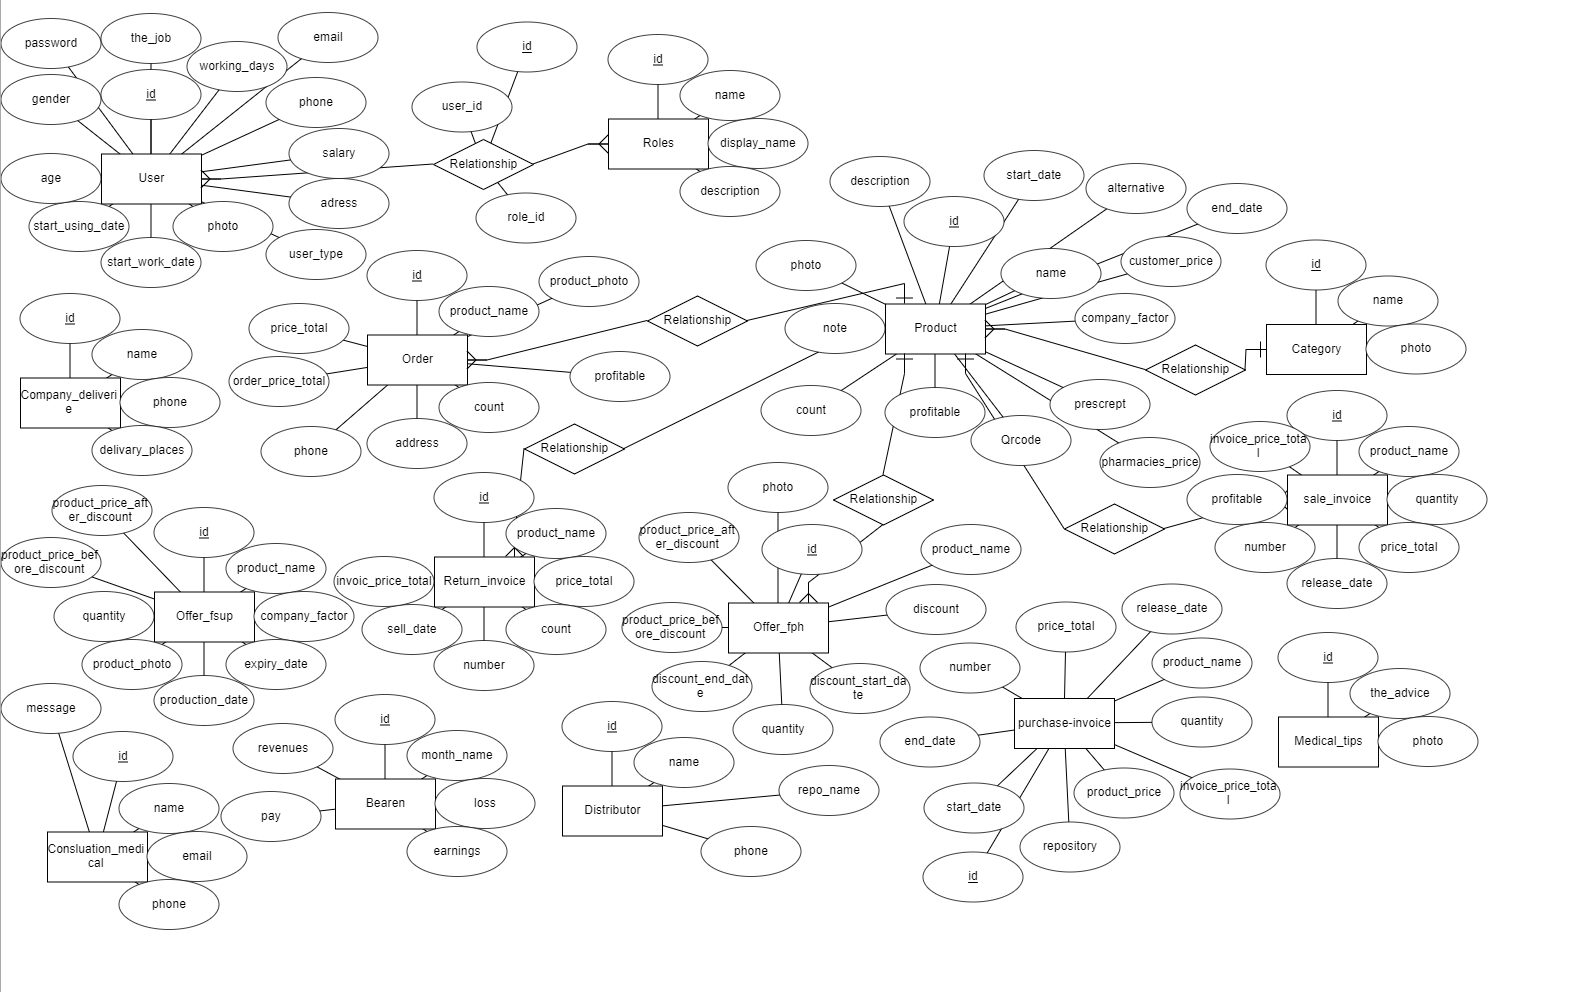 password
the_job
email
working_days
gender
id
phone
salary
User
age
adress
start_using_date
photo
start_work_date
user_type
id
user_id
Relationship
role_id
id
name
Roles
display_name
description
description
start_date
alternative
id
end_date
photo
name
customer_price
note
Product
company_factor
count
profitable
Qrcode
prescrept
pharmacies_price
Relationship
id
name
Category
photo
Relationship
id
product_photo
product_name
price_total
Order
order_price_total
profitable
count
phone
address
id
name
Company_deliveri
e
phone
delivary_places
Relationship
Relationship
Relationship
id
invoice_price_tota
l
product_name
profitable
sale_invoice
quantity
number
price_total
release_date
product_price_aft
er_discount
id
product_price_bef
ore_discount
product_name
quantity
Offer_fsup
company_factor
product_photo
expiry_date
production_date
id
product_name
invoic_price_total
Return_invoice
price_total
sell_date
count
number
photo
product_price_aft
er_discount
id
product_name
discount
product_price_bef
ore_discount
Offer_fph
discount_end_dat
e
discount_start_da
te
quantity
release_date
price_total
number
product_name
purchase-invoice
quantity
end_date
start_date
product_price
invoice_price_tota
l
repository
id
id
the_advice
Medical_tips
photo
message
id
name
Consluation_medi
cal
email
phone
id
revenues
month_name
Bearen
loss
pay
earnings
id
name
Distributor
repo_name
phone